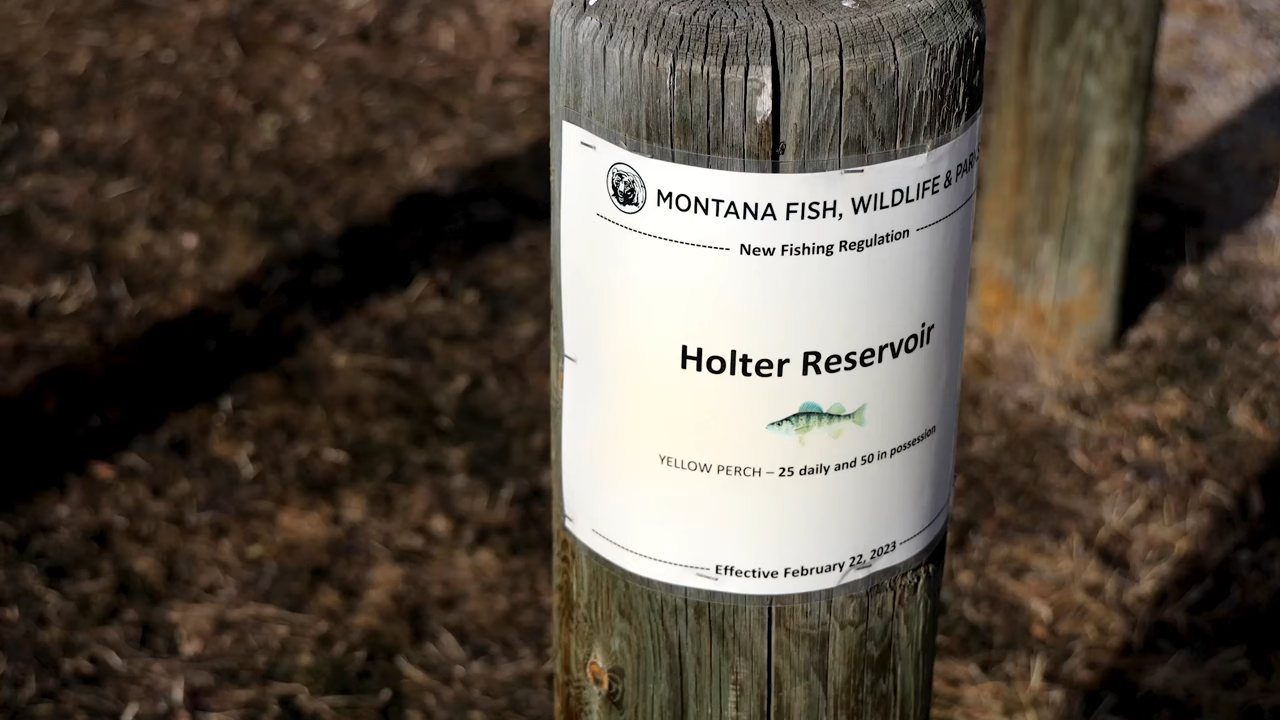 MONTANA FISH, WILDLIFE & PARKS
New Fishing Regulation
Holter Reservoir
YELLOW PERCH – 25 daily and 50 in possession
Effective February 22, 2023